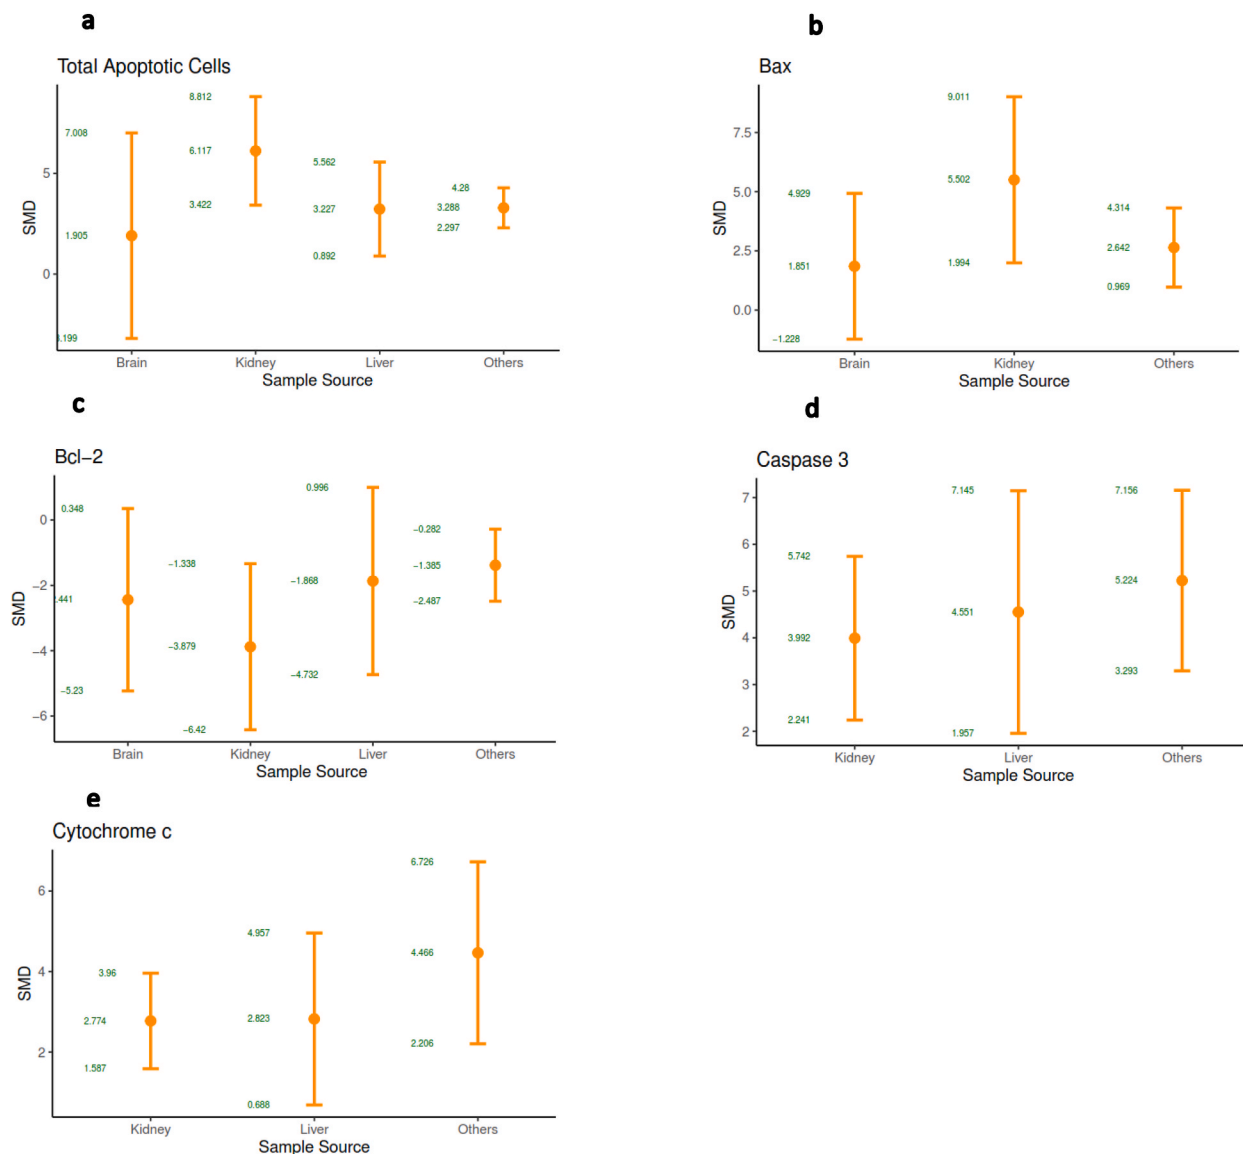 a
Total Apoptotic Cells
8.812
7.008
6.117
5.562
5
4.28
3.422
3.227
3.288
2.297
1.905
0.892
0
.199
SMD
Brain
Kidney
Liver
Others
Sample Source
b
Bax
9.011
7.5
5.502
5.0
4.929
4.314
2.642
2.5
1.994
1.851
0.969
0.0
−1.228
SMD
Brain
Kidney
Others
Sample Source
c
Bcl−2
0.996
0.348
0
−0.282
−1.338
−1.385
−1.868
−2
.441
−2.487
−3.879
−4
−4.732
−5.23
−6
−6.42
SMD
Brain
Kidney
Liver
Others
Sample Source
d
Caspase 3
7.145
7.156
7
6
5.742
5.224
5
4.551
4
3.992
3.293
3
2.241
2
1.957
SMD
Kidney
Liver
Others
Sample Source
e
Cytochrome c
6.726
6
4.957
4.466
4
3.96
2.774
2.823
2.206
2
1.587
0.688
SMD
Kidney
Liver
Others
Sample Source